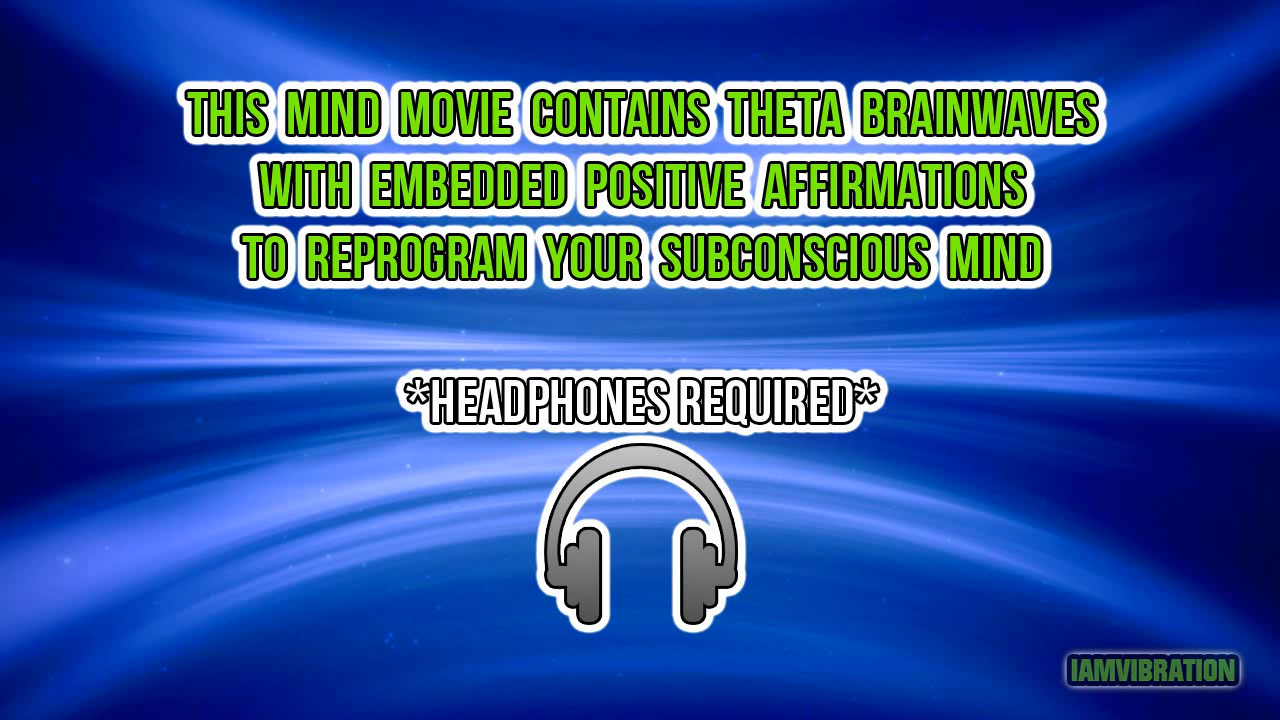 THIS MIND MOVIE CONTAINS THETA BRAINWAVES
WITH EMBEDDED POSITIVE AFFIRMATIONS
TO REPROGRAM YOUR SUBCONSCIOUS MIND
*HEADPHONES REQUIRED*
IAMVIBRATION